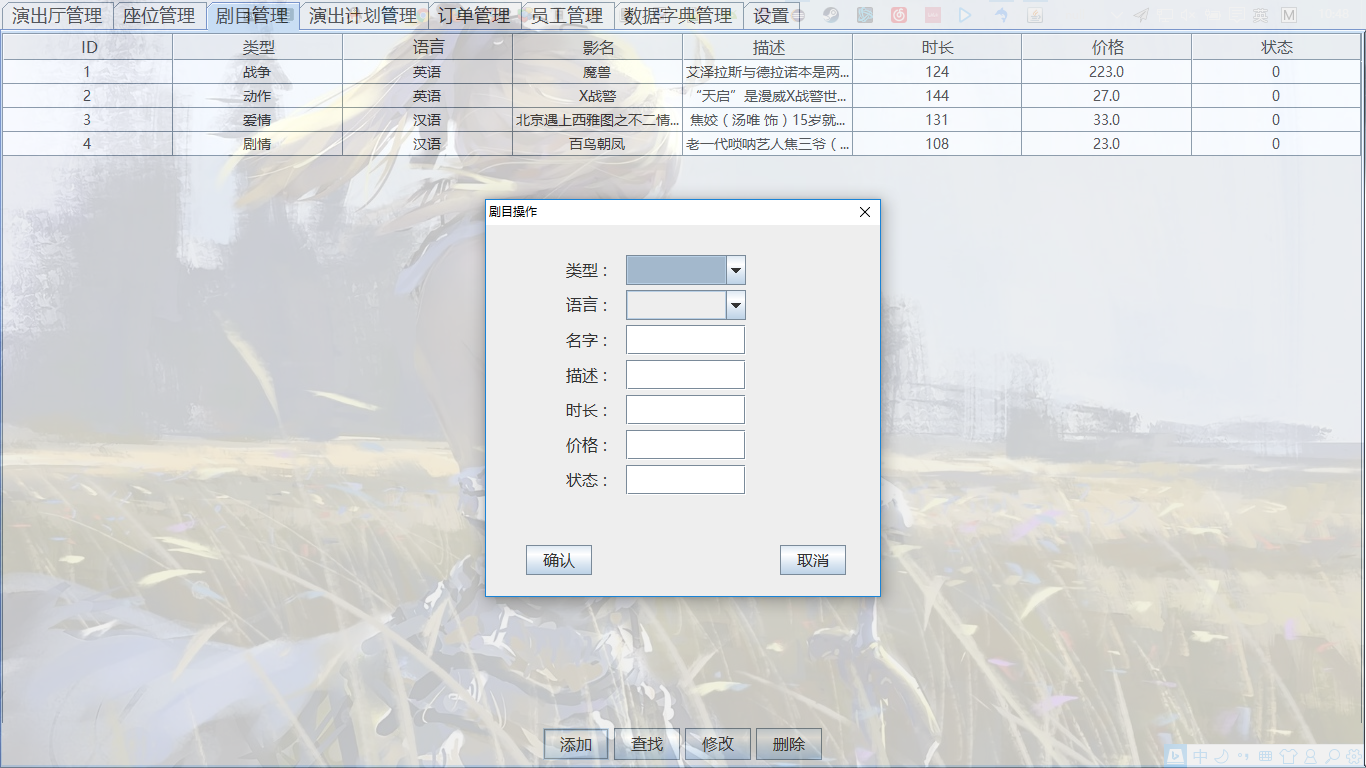 演出厅管理 座位管理 剧目管理 演出计划管理 订单管理 员工管理 数据字典管理 设置 英 M
ID 类型 语言 影名 描述 时长 价格 状态
1 战争 英语 魔兽 艾泽拉斯与德拉诺本是两... 124 223.0 0
2 动作 英语 X战警 “天启”是漫威X战警世... 144 27.0 0
3 爱情 汉语 北京遇上西雅图之不二情... 焦姣（汤唯 饰）15岁就... 131 33.0 0
4 剧情 汉语 百鸟朝凤 老一代唢呐艺人焦三爷（... 108 23.0 0
剧目操作
类型：
语言：
名字：
描述：
时长：
价格：
状态：
确认 取消
添加 查找 修改 删除
中